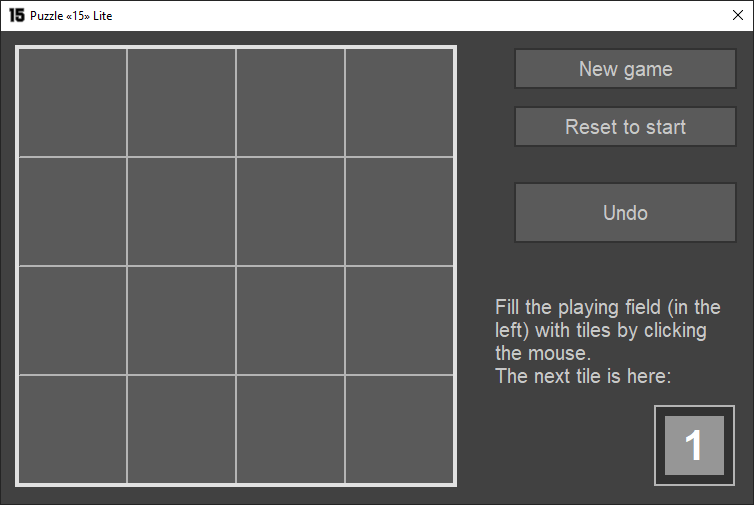 15 Puzzle «15» Lite
New game
Reset to start
Undo
Fill the playing field (in the
left) with tiles by clicking
the mouse.
The next tile is here:
1